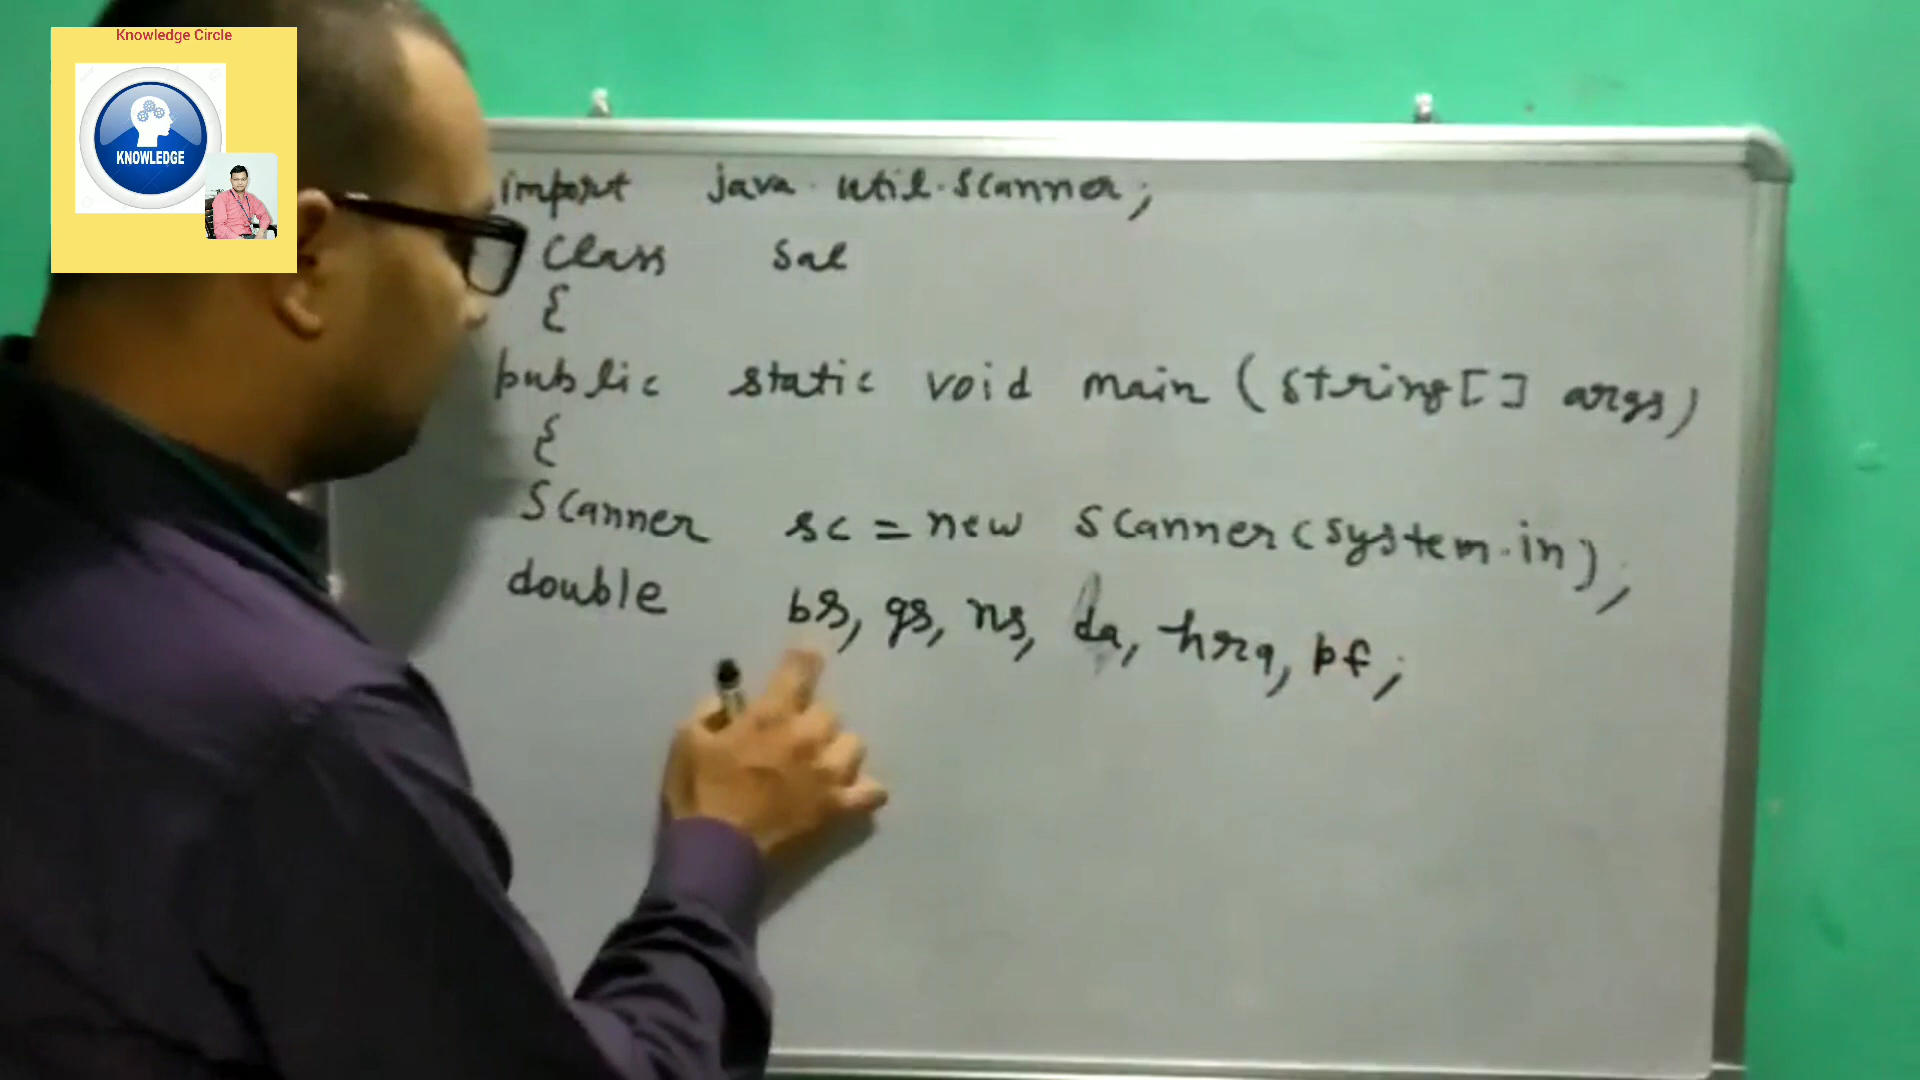 Knowledge Circle
KNOWLEDGE
import java.util.Scanner;
class sal
{
public static void main (string[] args)
{
Scanner sc = new Scanner(system.in);
double bs, gs, ns, da, hra, pf;